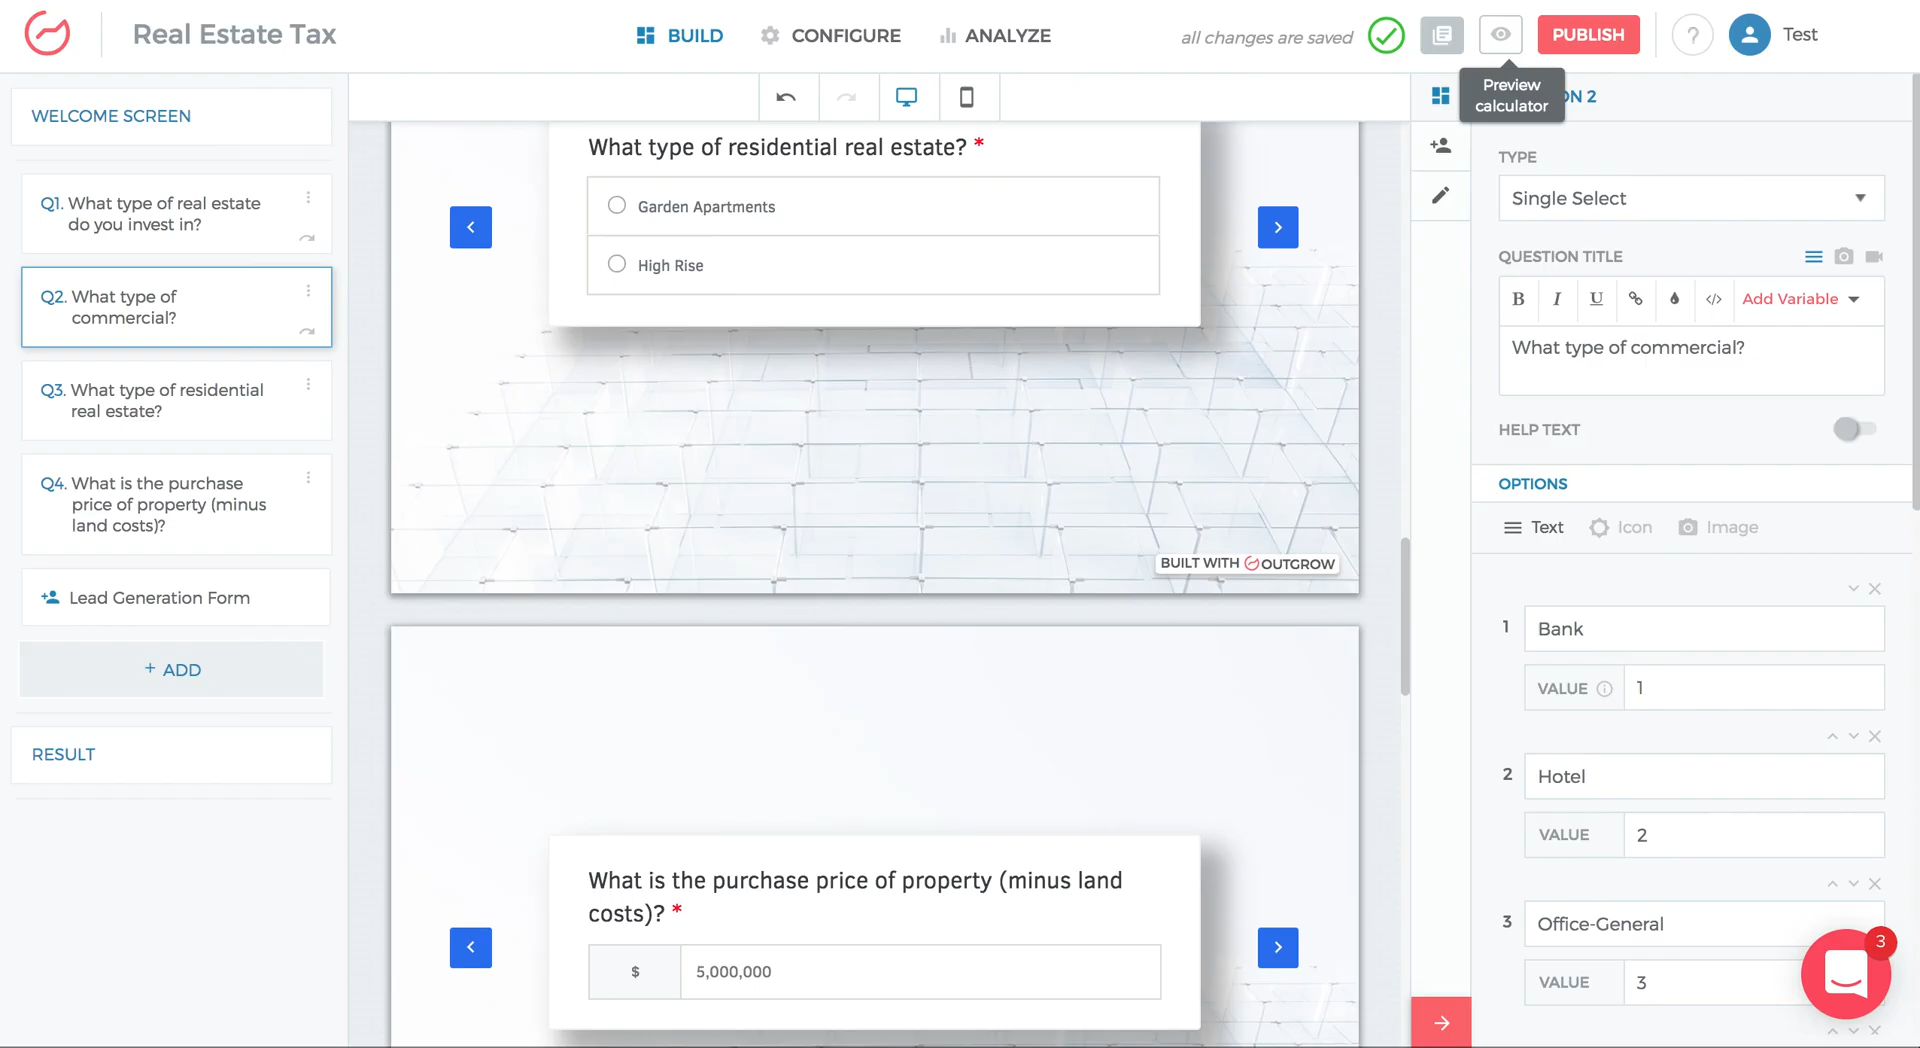 Real Estate Tax
BUILD
CONFIGURE
ANALYZE
all changes are saved
PUBLISH
?
Test
Preview
calculator
ON 2
WELCOME SCREEN
Q1. What type of real estate
do you invest in?
Q2. What type of
commercial?
Q3. What type of residential
real estate?
Q4. What is the purchase
price of property (minus
land costs)?
Lead Generation Form
+ ADD
RESULT
What type of residential real estate? *
Garden Apartments
High Rise
BUILT WITH OUTGROW
What is the purchase price of property (minus land
costs)? *
$
5,000,000
TYPE
Single Select
QUESTION TITLE
B I U </> Add Variable
What type of commercial?
HELP TEXT
OPTIONS
Text
Icon
Image
1
Bank
VALUE
1
2
Hotel
VALUE
2
3
Office-General
VALUE
3
3